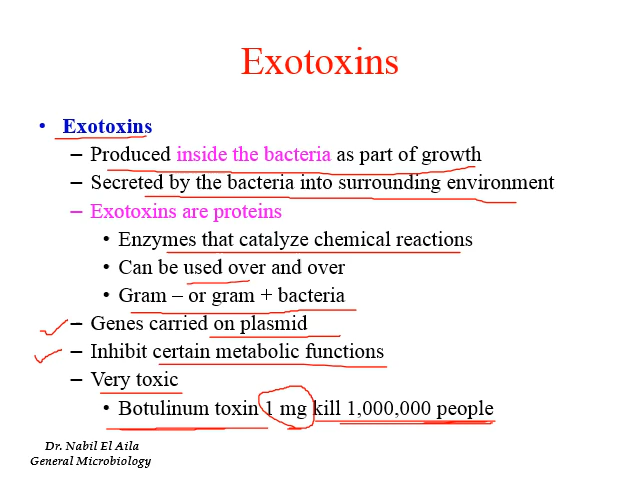 Exotoxins
• Exotoxins
– Produced inside the bacteria as part of growth
– Secreted by the bacteria into surrounding environment
– Exotoxins are proteins
• Enzymes that catalyze chemical reactions
• Can be used over and over
• Gram – or gram + bacteria
– Genes carried on plasmid
– Inhibit certain metabolic functions
– Very toxic
• Botulinum toxin 1 mg kill 1,000,000 people
Dr. Nabil El Aila
General Microbiology